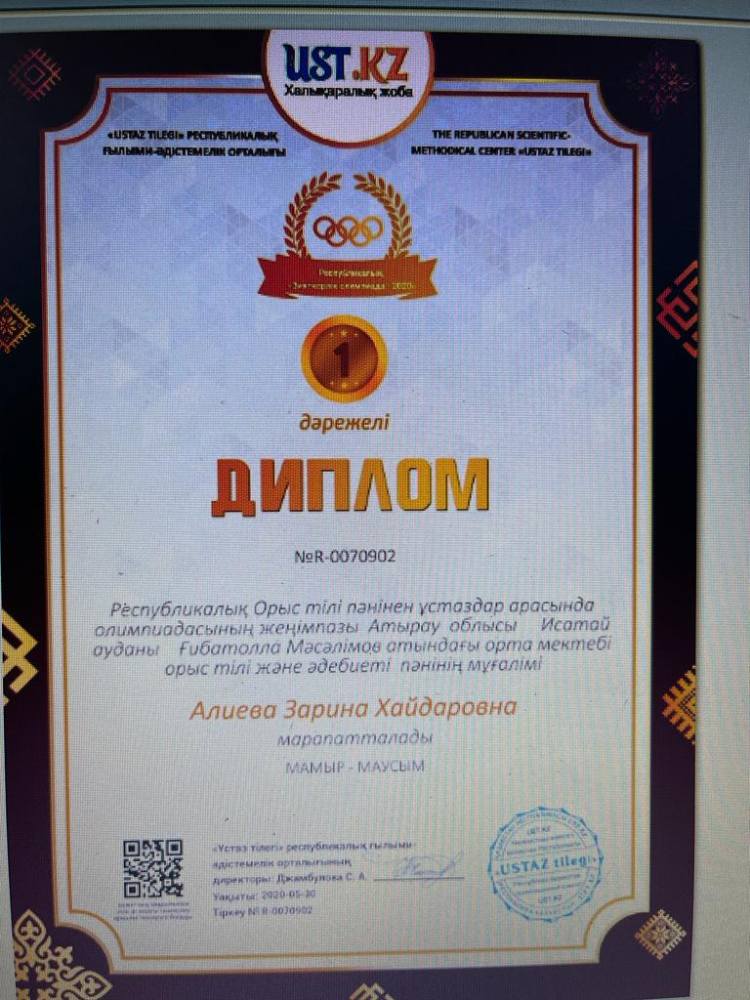 UST.KZ
Халықаралық жоба
«USTAZ TILEGI» РЕСПУБЛИКАЛЫҚ
ҒЫЛЫМИ-ӘДІСТЕМЕЛІК ОРТАЛЫҒЫ
THE REPUBLICAN SCIENTIFIC-
METHODICAL CENTER «USTAZ TILEGI»
Республикалық
олимпиада - 2020»
1
дәрежелі
ДИПЛОМ
№R-0070902
Республикалық Орыс тілі пәнінен ұстаздар арасында
олимпиадасының жеңімпазы Атырау облысы Исатай
ауданы Ғибатолла Мәсәлімов атындағы орта мектебі
орыс тілі және әдебиеті пәнінің мұғалімі
Алиева Зарина Хайдаровна
марапатталады
МАМЫР - МАУСЫМ
«Ұстаз тілегі» республикалық ғылыми-
әдістемелік орталығының
директоры: Джамбулова С. А.
Уақыты: 2020-05-30
Тіркеу № R-0070902
UST.KZ
USTAZ tilegi
UST.KZ